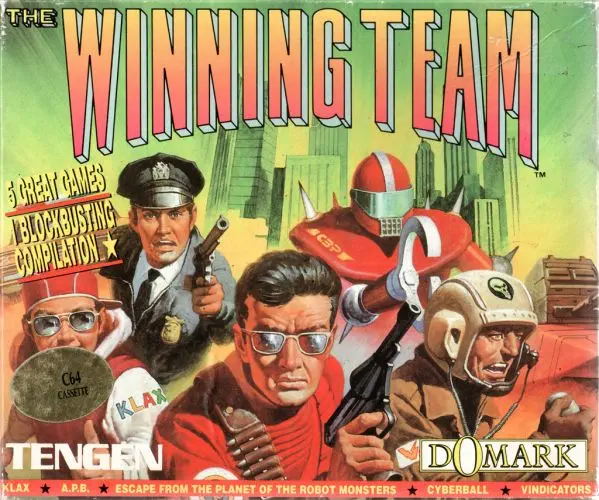 THE
WINNING TEAM
TM
5 GREAT GAMES
1 BLOCKBUSTING
COMPILATION ★
C64
CASSETTE
KLAX
TENGEN
DOMARK
KLAX ★ A.P.B. ★ ESCAPE FROM THE PLANET OF THE ROBOT MONSTERS ★ CYBERBALL ★ VINDICATORS